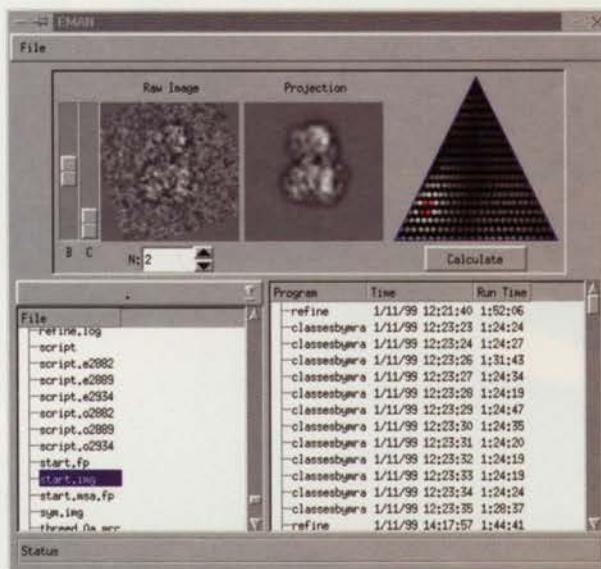 EMAN
File
Raw Image
Projection
B C
N: 2
Calculate
.
File
refine.log
script
script.e2882
script.e2889
script.e2934
script.o2882
script.o2889
script.o2934
start.fp
start.img
start.msa.fp
sym.img
thread.0a.mrc
Program Time Run Time
refine 1/11/99 12:21:40 1:52:06
classesbymra 1/11/99 12:23:23 1:24:24
classesbymra 1/11/99 12:23:24 1:24:27
classesbymra 1/11/99 12:23:26 1:31:43
classesbymra 1/11/99 12:23:27 1:24:34
classesbymra 1/11/99 12:23:28 1:24:19
classesbymra 1/11/99 12:23:29 1:24:47
classesbymra 1/11/99 12:23:30 1:24:35
classesbymra 1/11/99 12:23:31 1:24:20
classesbymra 1/11/99 12:23:32 1:24:19
classesbymra 1/11/99 12:23:33 1:24:19
classesbymra 1/11/99 12:23:34 1:24:24
classesbymra 1/11/99 12:23:35 1:28:37
refine 1/11/99 14:17:57 1:44:41
Status